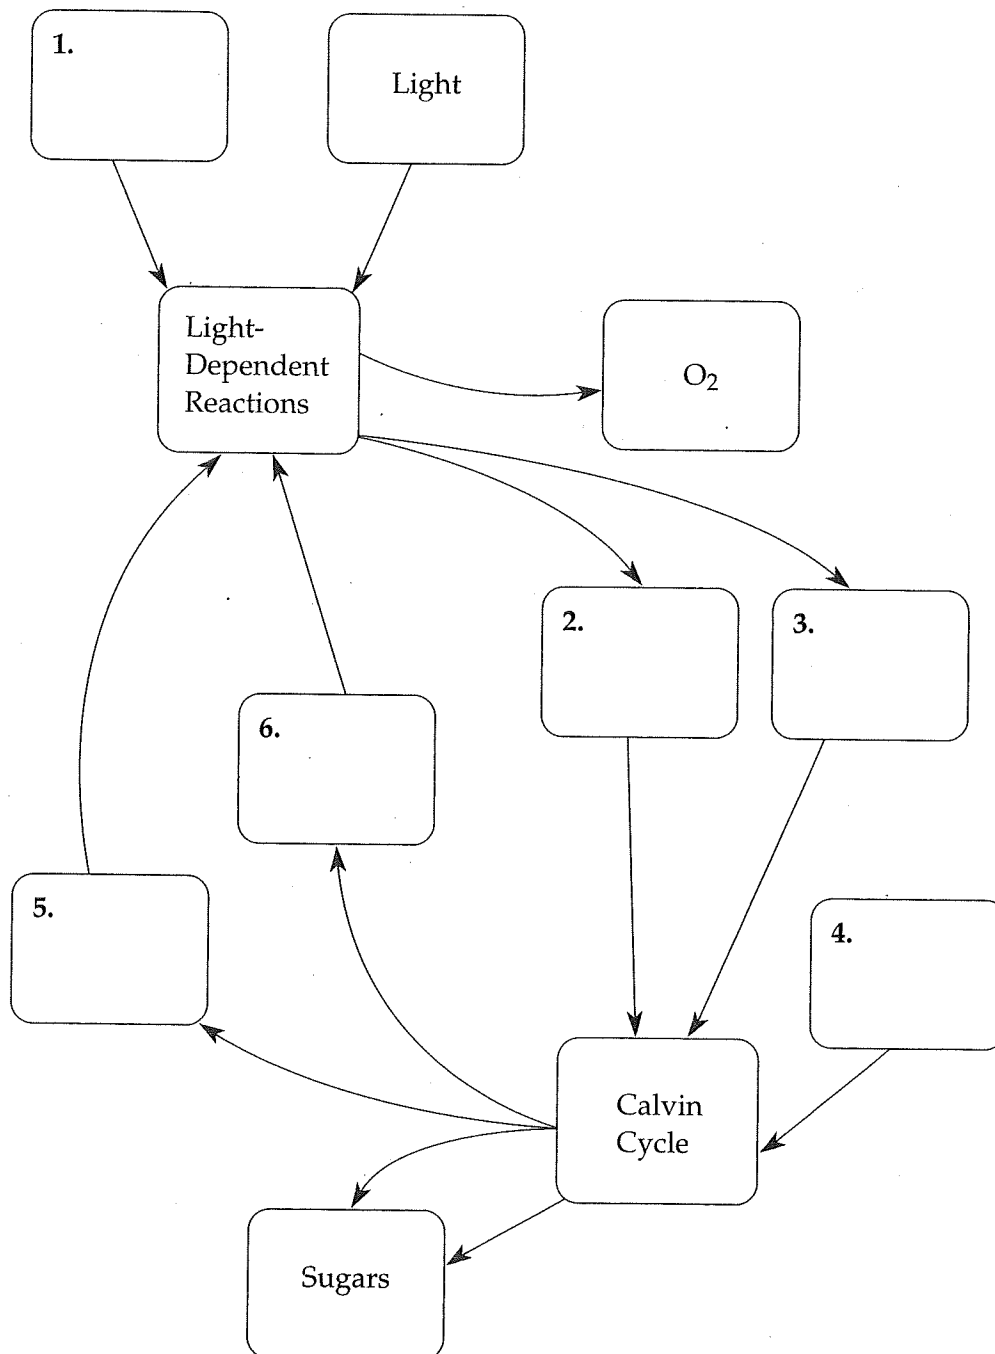 1.
Light
Light-
Dependent
Reactions
O₂
2.
3.
6.
5.
4.
Calvin
Cycle
Sugars